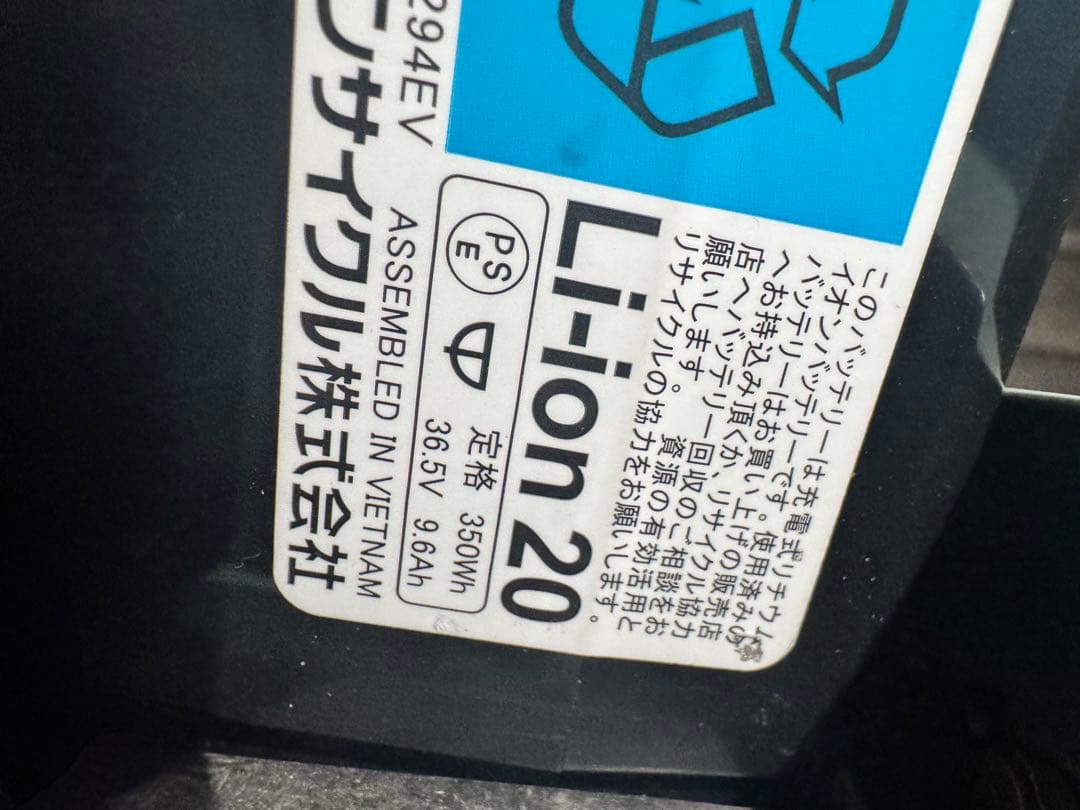 このバッテリーは充電式リチウム
イオンバッテリーです。使用済みの
バッテリーはお買い上げの販売店
へお持込み頂くか、リサイクル協力
店へバッテリー回収のご相談をお
願いします。 資源の有効活用と
リサイクルの協力をお願いします。
Li-ion 20
PSE 定格 350Wh
36.5V 9.6Ah
294EV ASSEMBLED IN VIETNAM
ンサイクル株式会社